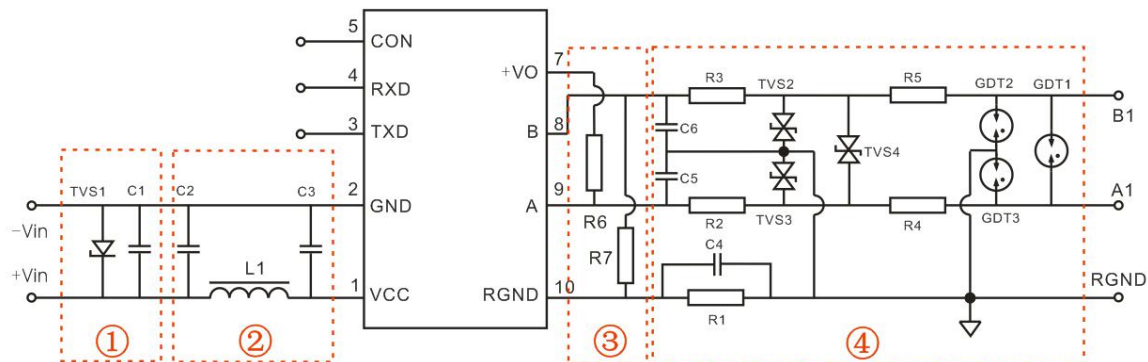 5
CON
4
RXD
3
TXD
2
GND
1
VCC
+VO
7
B
8
A
9
RGND
10
TVS1
C1
C2
C3
-Vin
+Vin
L1
①
②
R6
R7
③
R3
TVS2
R5
GDT2
GDT1
B1
C6
TVS4
C5
A1
R2
TVS3
R4
GDT3
C4
R1
RGND
④